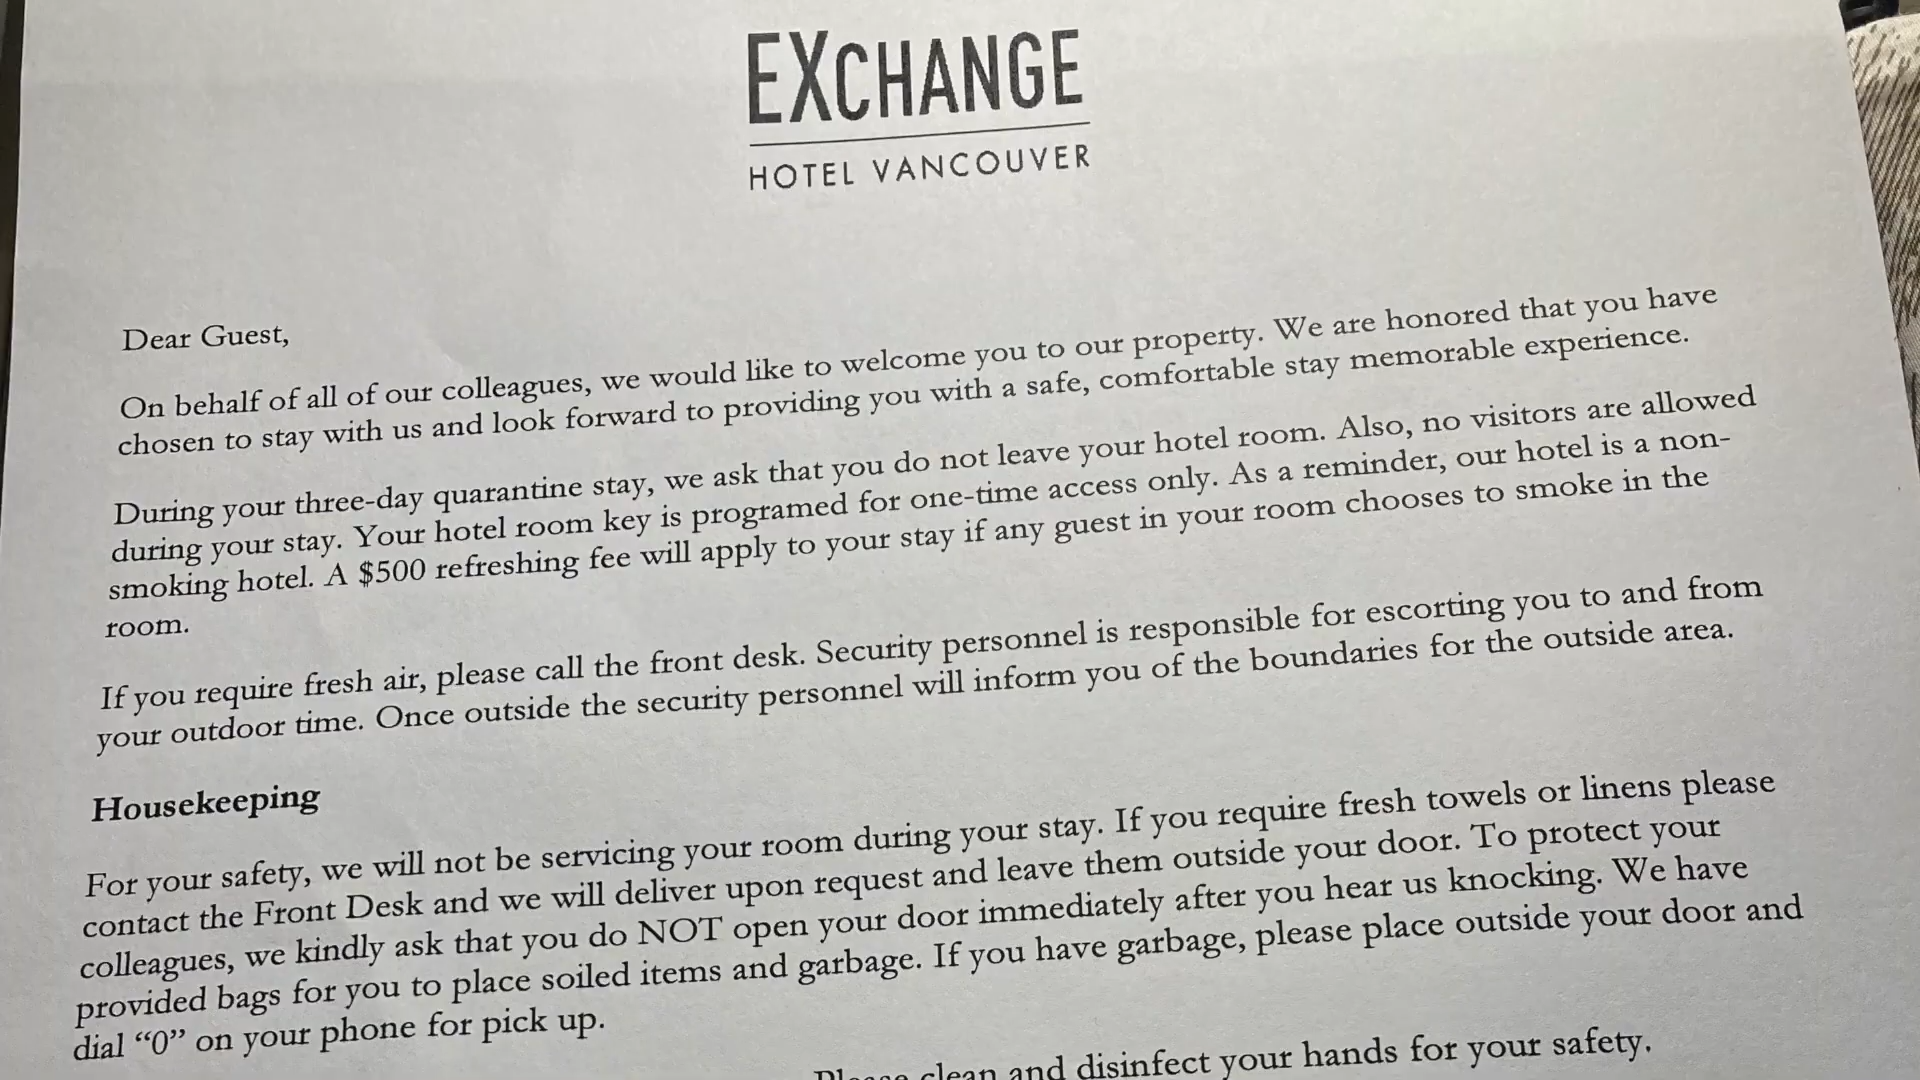 EXCHANGE
HOTEL VANCOUVER
Dear Guest,
On behalf of all of our colleagues, we would like to welcome you to our property. We are honored that you have
chosen to stay with us and look forward to providing you with a safe, comfortable stay memorable experience.
During your three-day quarantine stay, we ask that you do not leave your hotel room. Also, no visitors are allowed
during your stay. Your hotel room key is programed for one-time access only. As a reminder, our hotel is a non-
smoking hotel. A $500 refreshing fee will apply to your stay if any guest in your room chooses to smoke in the
room.
If you require fresh air, please call the front desk. Security personnel is responsible for escorting you to and from
your outdoor time. Once outside the security personnel will inform you of the boundaries for the outside area.
Housekeeping
For your safety, we will not be servicing your room during your stay. If you require fresh towels or linens please
contact the Front Desk and we will deliver upon request and leave them outside your door. To protect your
colleagues, we kindly ask that you do NOT open your door immediately after you hear us knocking. We have
provided bags for you to place soiled items and garbage. If you have garbage, please place outside your door and
dial “0” on your phone for pick up.
Please clean and disinfect your hands for your safety.